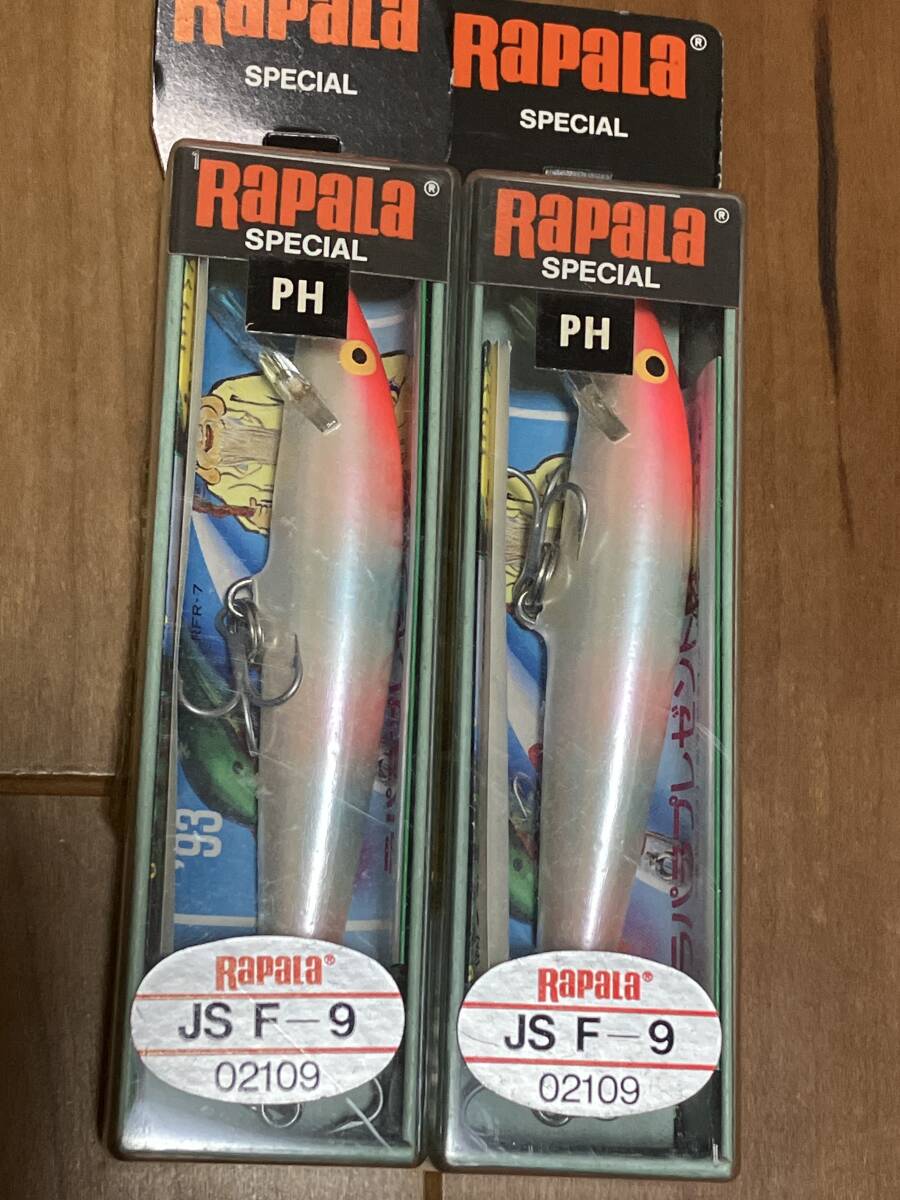 RAPALA
SPECIAL
RAPALA®
SPECIAL
RAPALA®
SPECIAL
PH
NFR-7
'93
RAPALA®
JS F-9
02109
RAPALA®
SPECIAL
PH
RAPALA®
JS F-9
02109